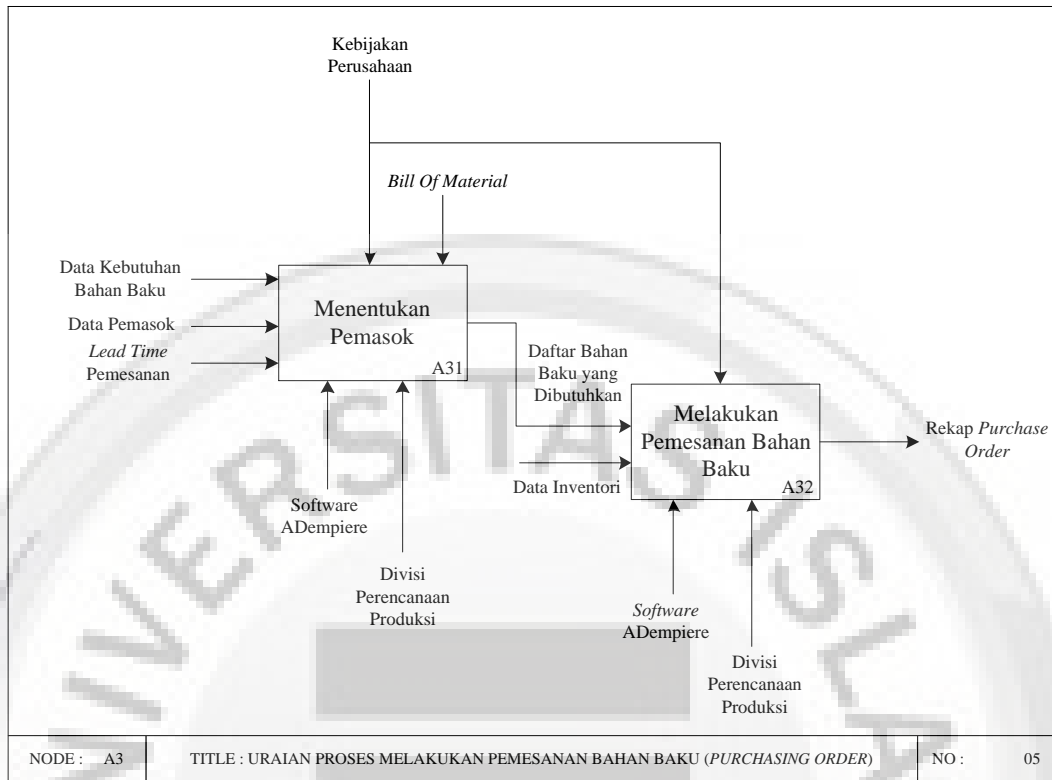 Kebijakan
Perusahaan
Bill Of Material
Data Kebutuhan
Bahan Baku
Data Pemasok
Lead Time
Pemesanan
Menentukan
Pemasok
A31
Software
ADempiere
Divisi
Perencanaan
Produksi
Daftar Bahan
Baku yang
Dibutuhkan
Data Inventori
Melakukan
Pemesanan Bahan
Baku
A32
Software
ADempiere
Divisi
Perencanaan
Produksi
Rekap Purchase
Order
UNIVERSITAS ISLA
NODE : A3
TITLE : URAIAN PROSES MELAKUKAN PEMESANAN BAHAN BAKU (PURCHASING ORDER)
NO : 05